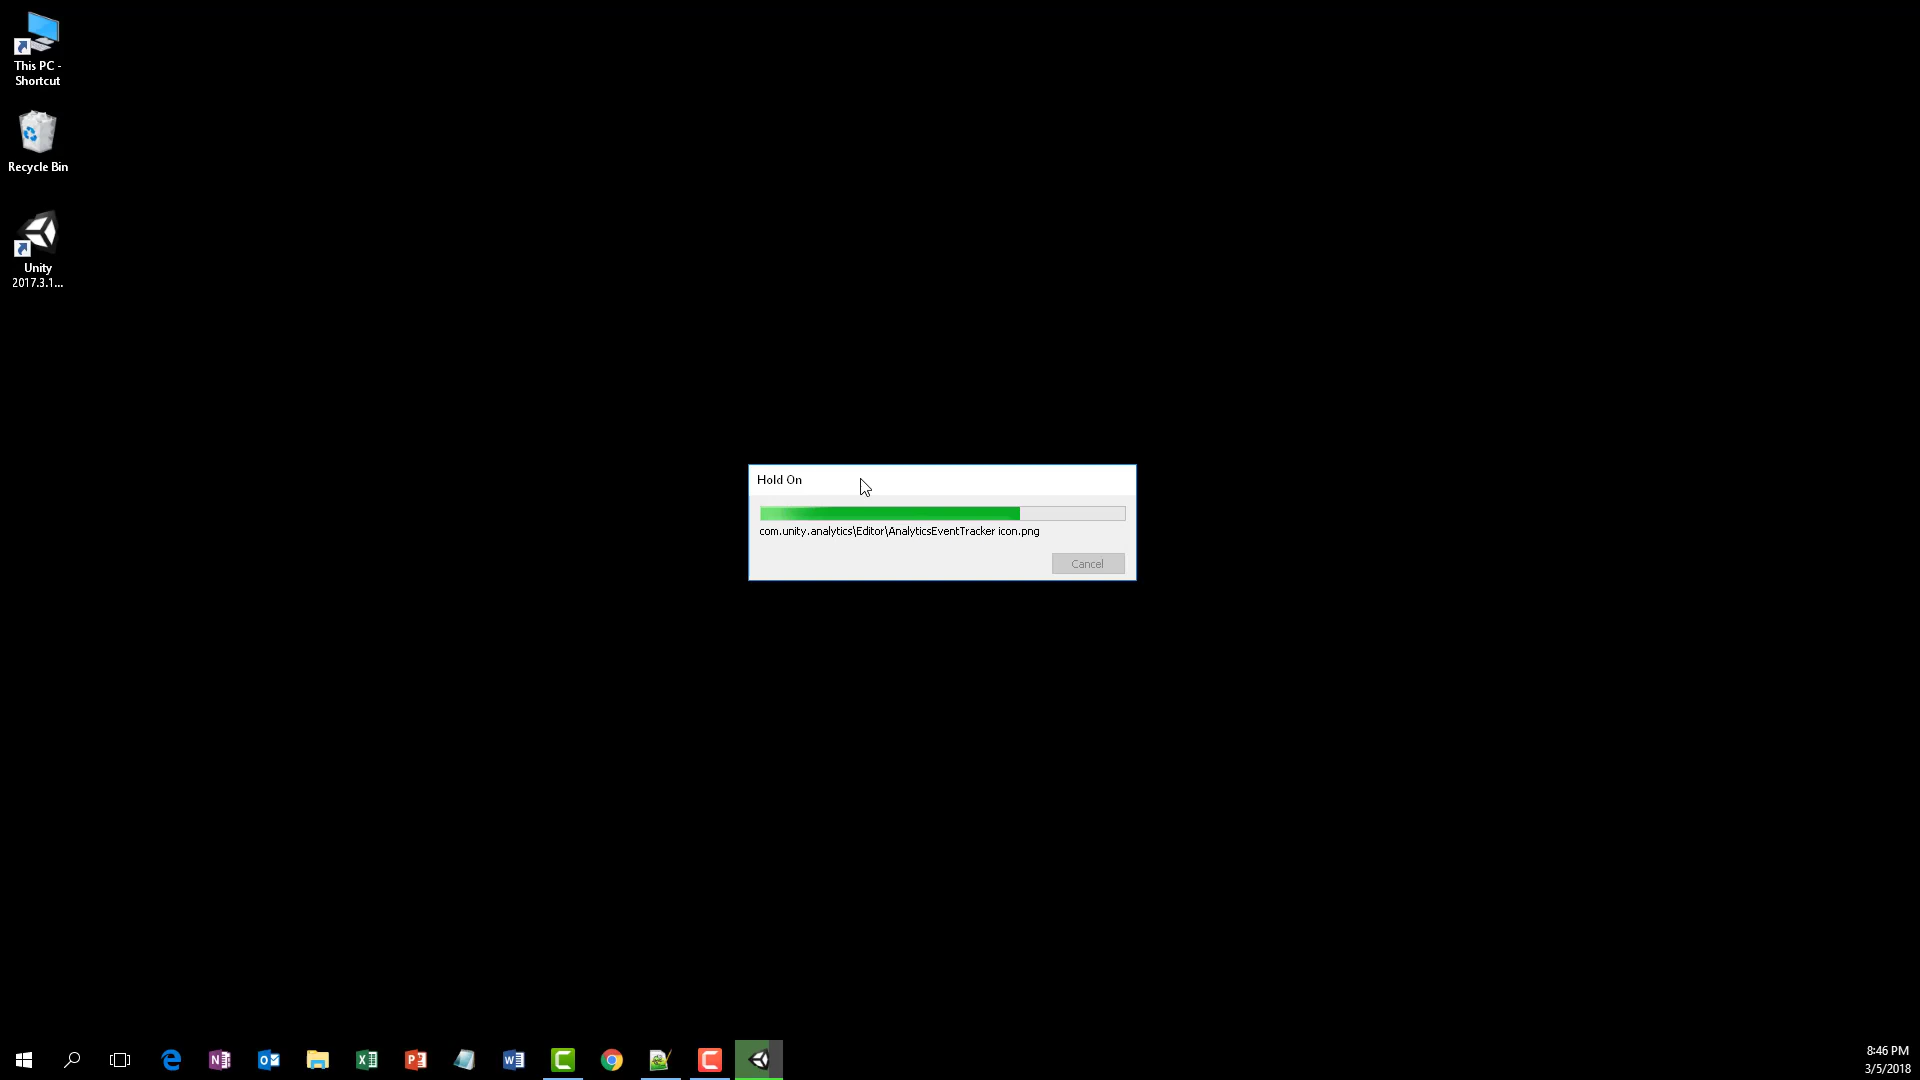 This PC -
Shortcut
Recycle Bin
Unity
2017.3.1...
Hold On
com.unity.analytics\Editor\AnalyticsEventTracker icon.png
Cancel
8:46 PM
3/5/2018